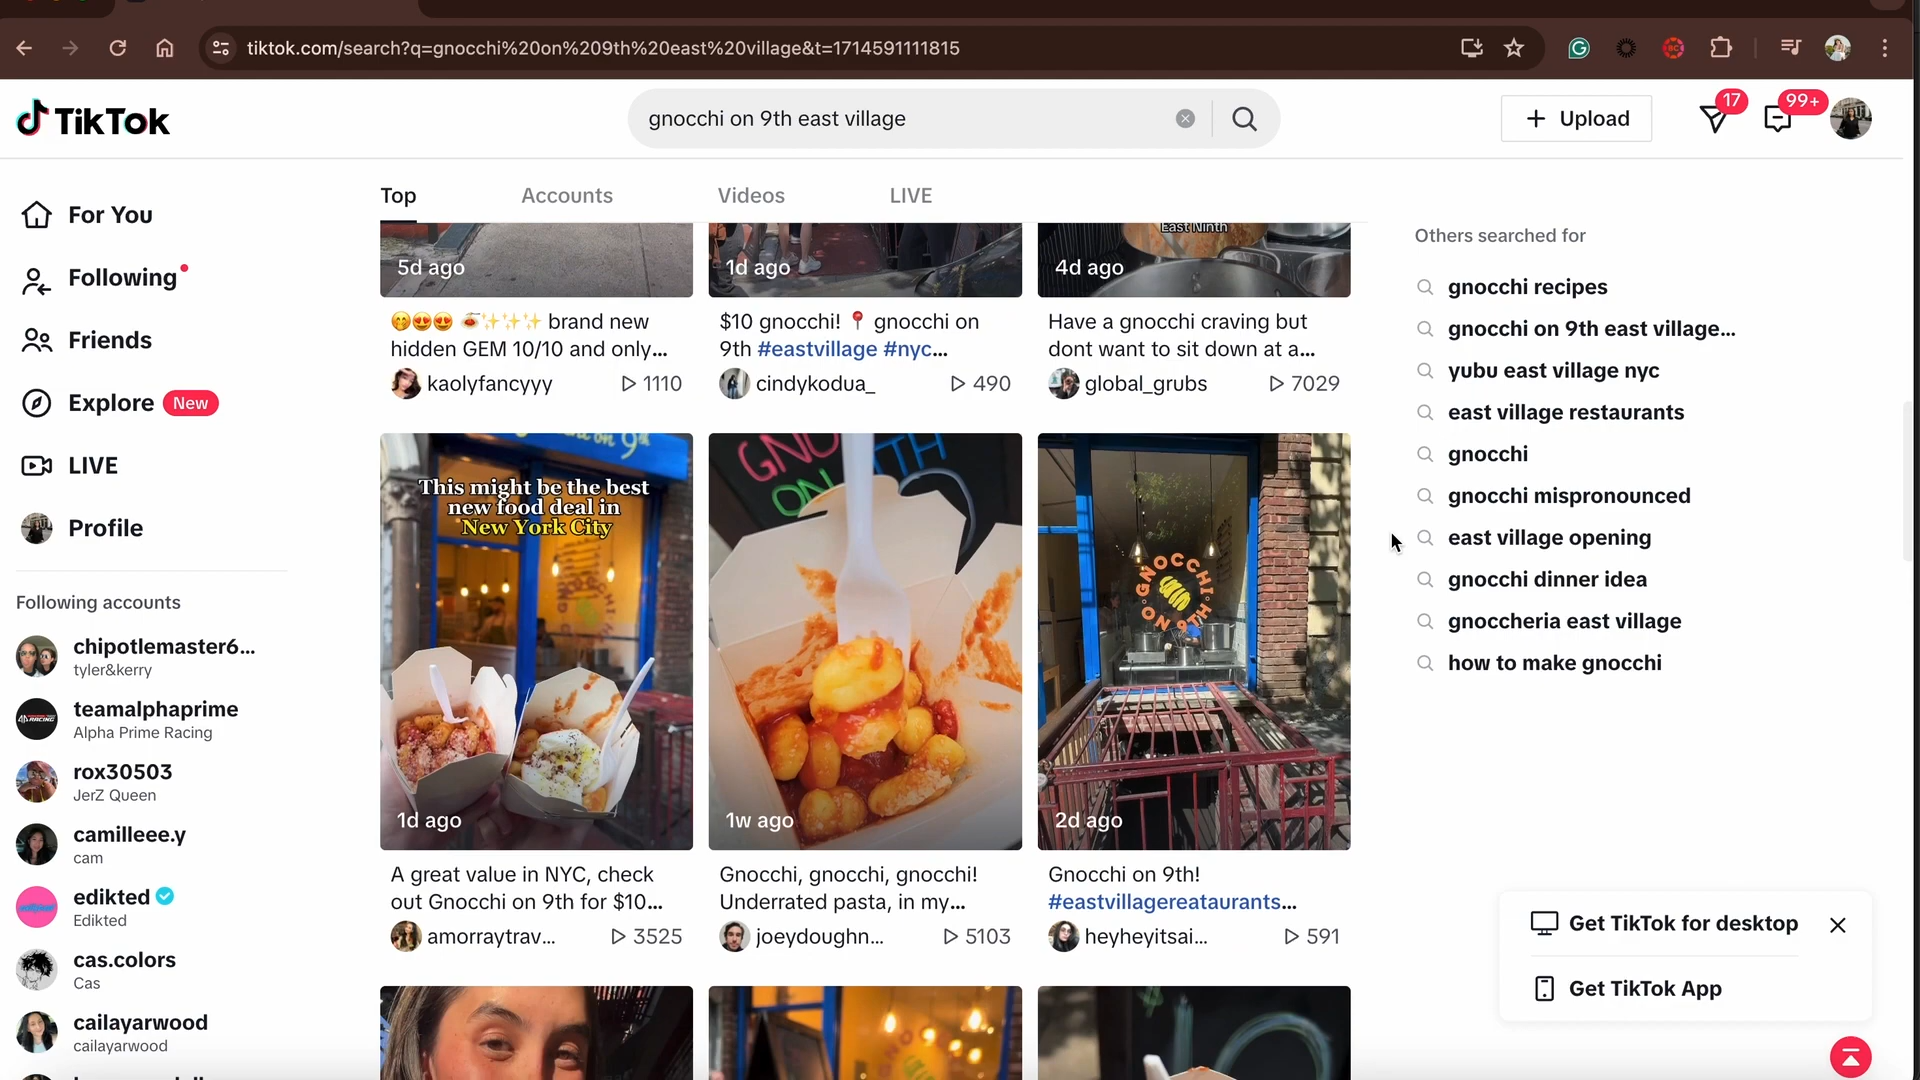 tiktok.com/search?q=gnocchi%20on%209th%20east%20village&t=1714591111815
TikTok
gnocchi on 9th east village
Upload
17
99+
For You
Following
Friends
Explore
New
LIVE
Profile
Following accounts
chipotlemaster6...
tyler&kerry
teamalphaprime
Alpha Prime Racing
rox30503
JerZ Queen
camilleee.y
cam
edikted
Edikted
cas.colors
Cas
cailayarwood
cailayarwood
Top
Accounts
Videos
LIVE
5d ago
1d ago
East Ninth
4d ago
brand new
hidden GEM 10/10 and only...
kaolyfancyyy
1110
$10 gnocchi! 📍 gnocchi on
9th #eastvillage #nyc...
cindykodua_
490
Have a gnocchi craving but
dont want to sit down at a...
global_grubs
7029
on 9th
This might be the best
new food deal in
New York City
1d ago
1w ago
GNOCCHI
ON 9TH
2d ago
A great value in NYC, check
out Gnocchi on 9th for $10...
amorraytrav...
3525
Gnocchi, gnocchi, gnocchi!
Underrated pasta, in my...
joeydoughn...
5103
Gnocchi on 9th!
#eastvillagereataurants...
heyheyitsai...
591
Others searched for
gnocchi recipes
gnocchi on 9th east village...
yubu east village nyc
east village restaurants
gnocchi
gnocchi mispronounced
east village opening
gnocchi dinner idea
gnoccheria east village
how to make gnocchi
Get TikTok for desktop
Get TikTok App